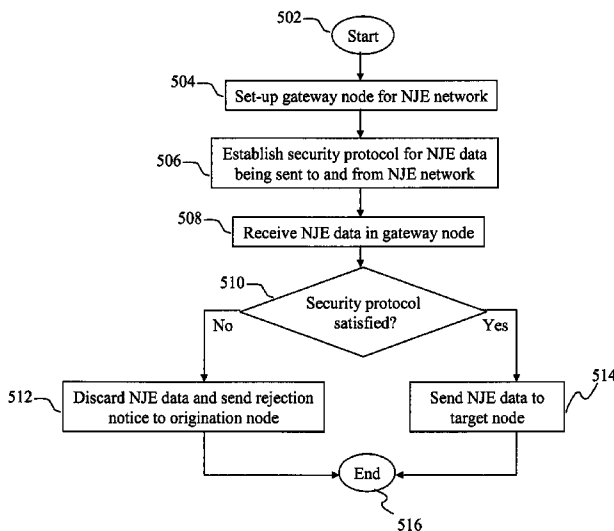 502
Start
504
Set-up gateway node for NJE network
506
Establish security protocol for NJE data
being sent to and from NJE network
508
Receive NJE data in gateway node
510
Security protocol
satisfied?
No
Yes
512
Discard NJE data and send rejection
notice to origination node
Send NJE data to
target node
514
End
516